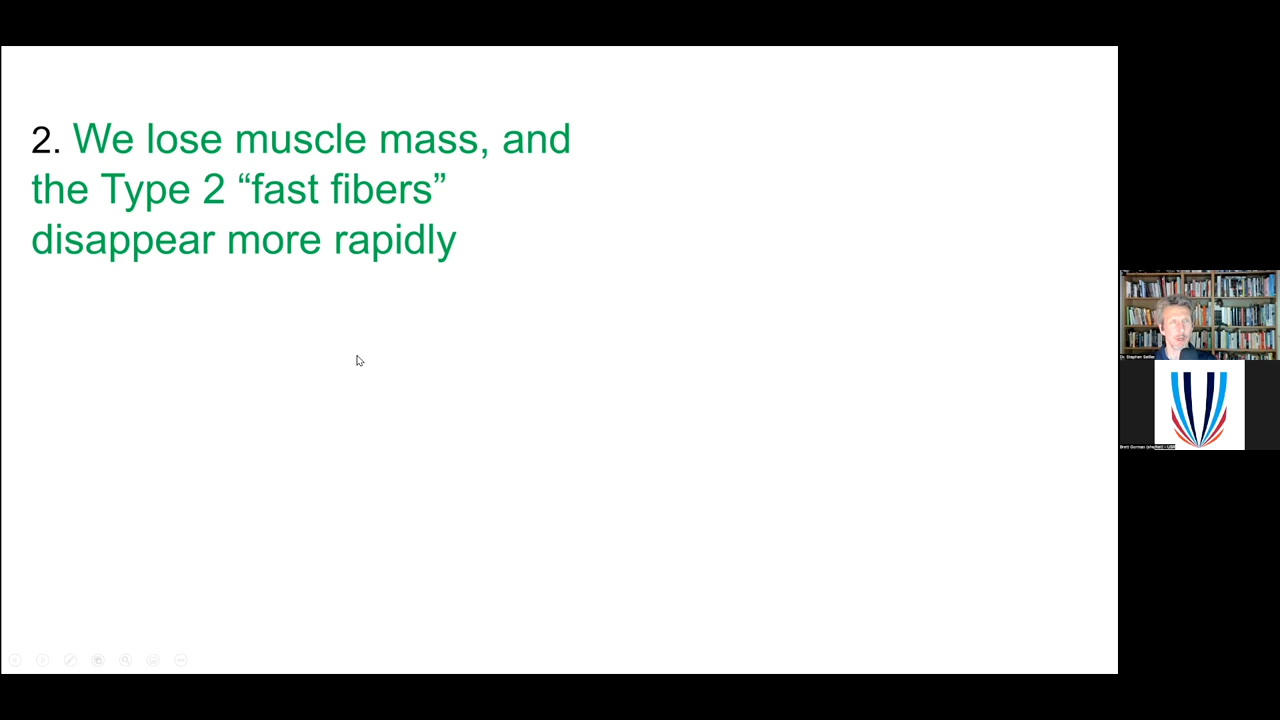 2. We lose muscle mass, and
the Type 2 “fast fibers”
disappear more rapidly
Dr. Stephen Seiler